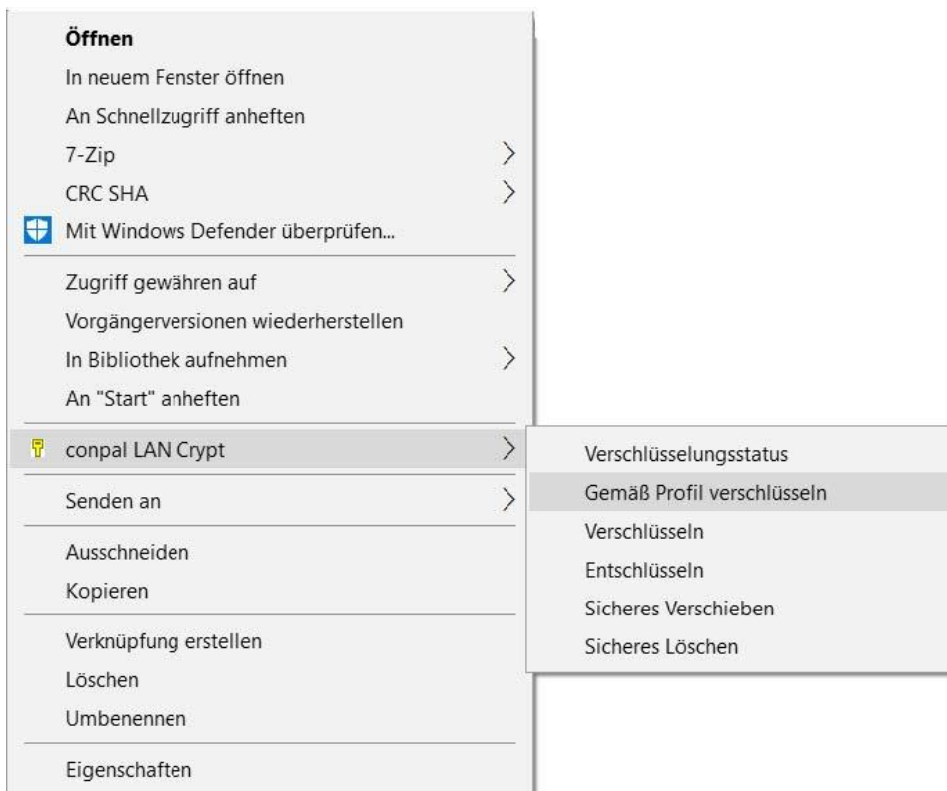 Öffnen
In neuem Fenster öffnen
An Schnellzugriff anheften
7-Zip
CRC SHA
Mit Windows Defender überprüfen...
Zugriff gewähren auf
Vorgängerversionen wiederherstellen
In Bibliothek aufnehmen
An "Start" anheften
conpal LAN Crypt
Senden an
Ausschneiden
Kopieren
Verknüpfung erstellen
Löschen
Umbenennen
Eigenschaften
Verschlüsselungsstatus
Gemäß Profil verschlüsseln
Verschlüsseln
Entschlüsseln
Sicheres Verschieben
Sicheres Löschen